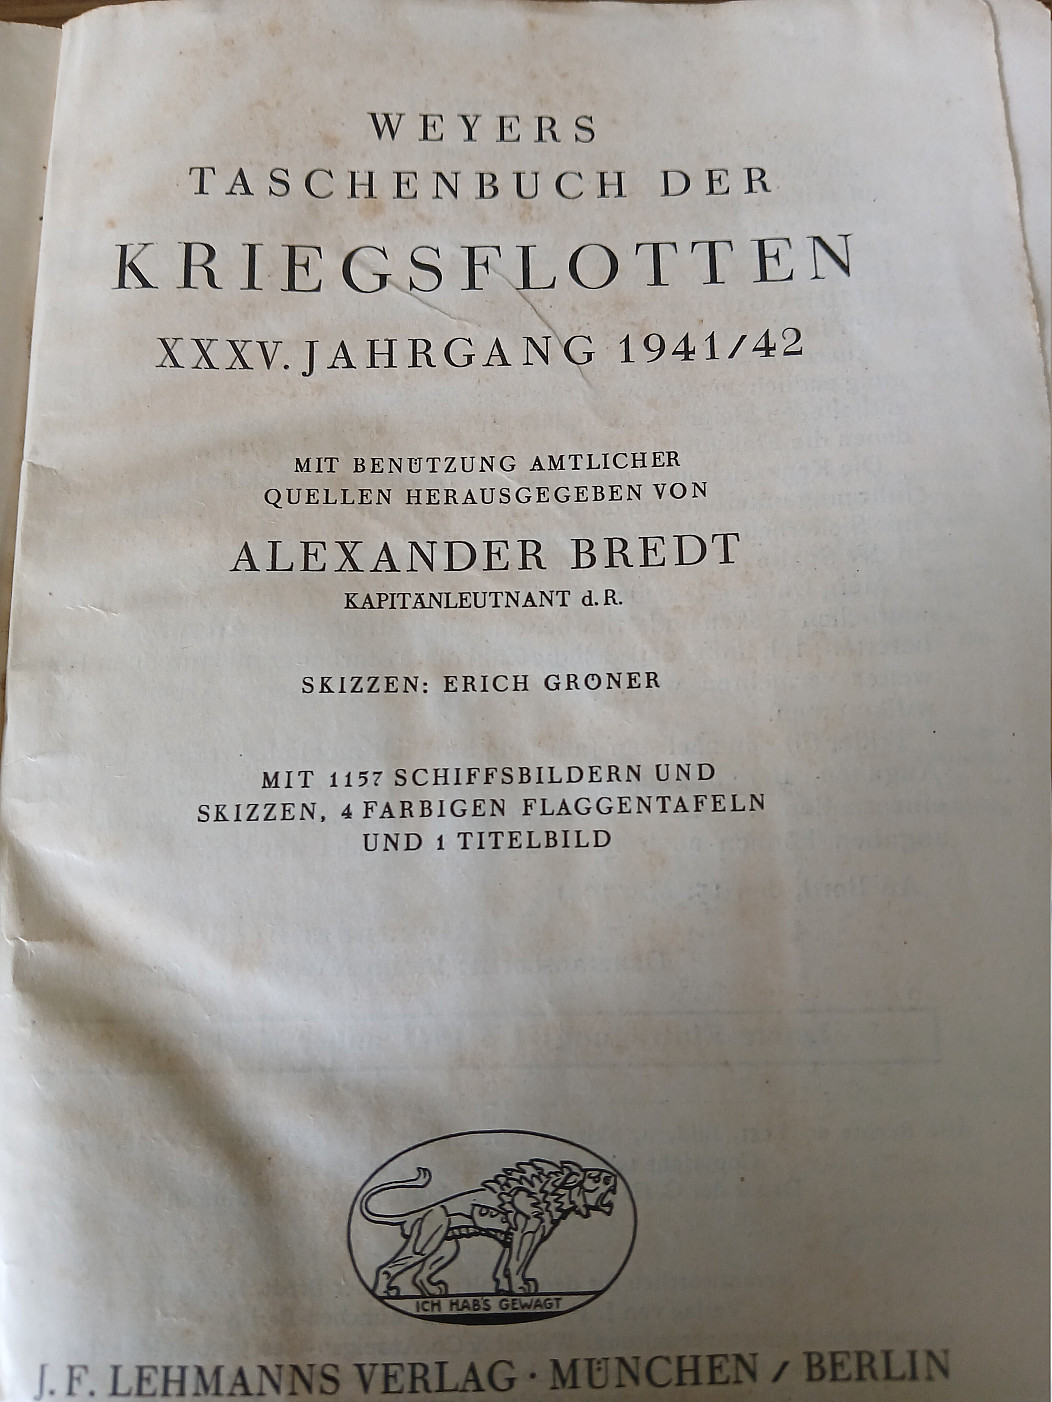 WEYERS
TASCHENBUCH DER
KRIEGSFLOTTEN
XXXV. JAHRGANG 1941/42
MIT BENÜTZUNG AMTLICHER
QUELLEN HERAUSGEGEBEN VON
ALEXANDER BREDT
KAPITÄNLEUTNANT d. R.
SKIZZEN: ERICH GRÖNER
MIT 1157 SCHIFFSBILDERN UND
SKIZZEN, 4 FARBIGEN FLAGGENTAFELN
UND 1 TITELBILD
ICH HAB'S GEWAGT
J. F. LEHMANNS VERLAG · MÜNCHEN / BERLIN